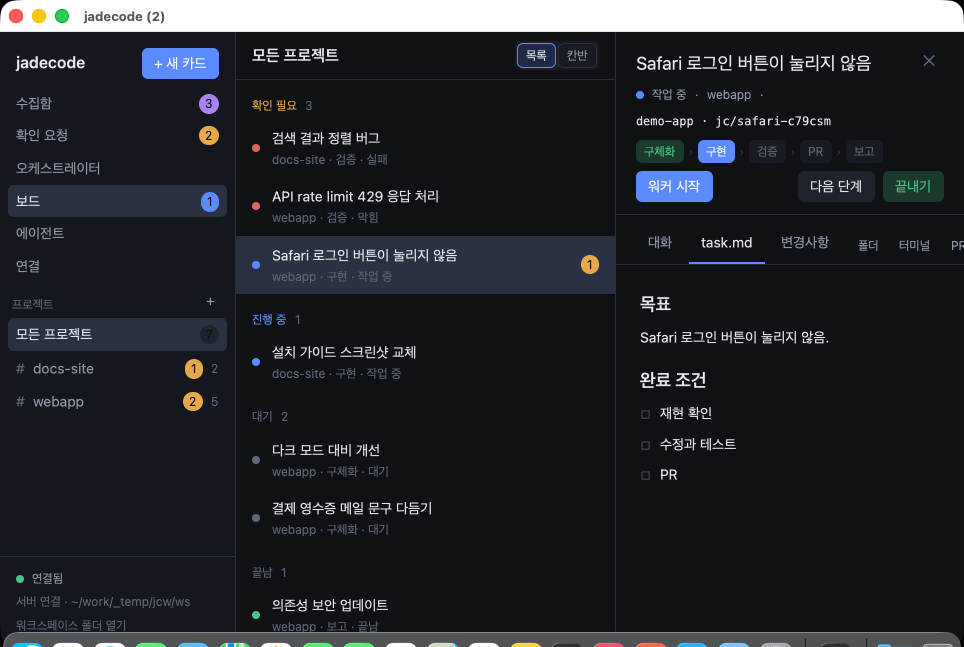 jadecode (2)
jadecode
+ 새 카드
수집함 3
확인 요청 2
오케스트레이터
보드 1
에이전트
연결
프로젝트 +
모든 프로젝트 7
# docs-site 1 2
# webapp 2 5
연결됨
서버 연결 · ~/work/_temp/jcw/ws
워크스페이스 폴더 열기
모든 프로젝트
목록 칸반
확인 필요 3
검색 결과 정렬 버그
docs-site · 검증 · 실패
API rate limit 429 응답 처리
webapp · 검증 · 막힘
Safari 로그인 버튼이 눌리지 않음 1
webapp · 구현 · 작업 중
진행 중 1
설치 가이드 스크린샷 교체
docs-site · 구현 · 작업 중
대기 2
다크 모드 대비 개선
webapp · 구체화 · 대기
결제 영수증 메일 문구 다듬기
webapp · 구체화 · 대기
끝남 1
의존성 보안 업데이트
webapp · 보고 · 끝남
Safari 로그인 버튼이 눌리지 않음
작업 중 · webapp ·
demo-app · jc/safari-c79csm
구체화 › 구현 › 검증 › PR › 보고
워커 시작 다음 단계 끝내기
대화 task.md 변경사항 폴더 터미널 PR
목표
Safari 로그인 버튼이 눌리지 않음.
완료 조건
재현 확인
수정과 테스트
PR